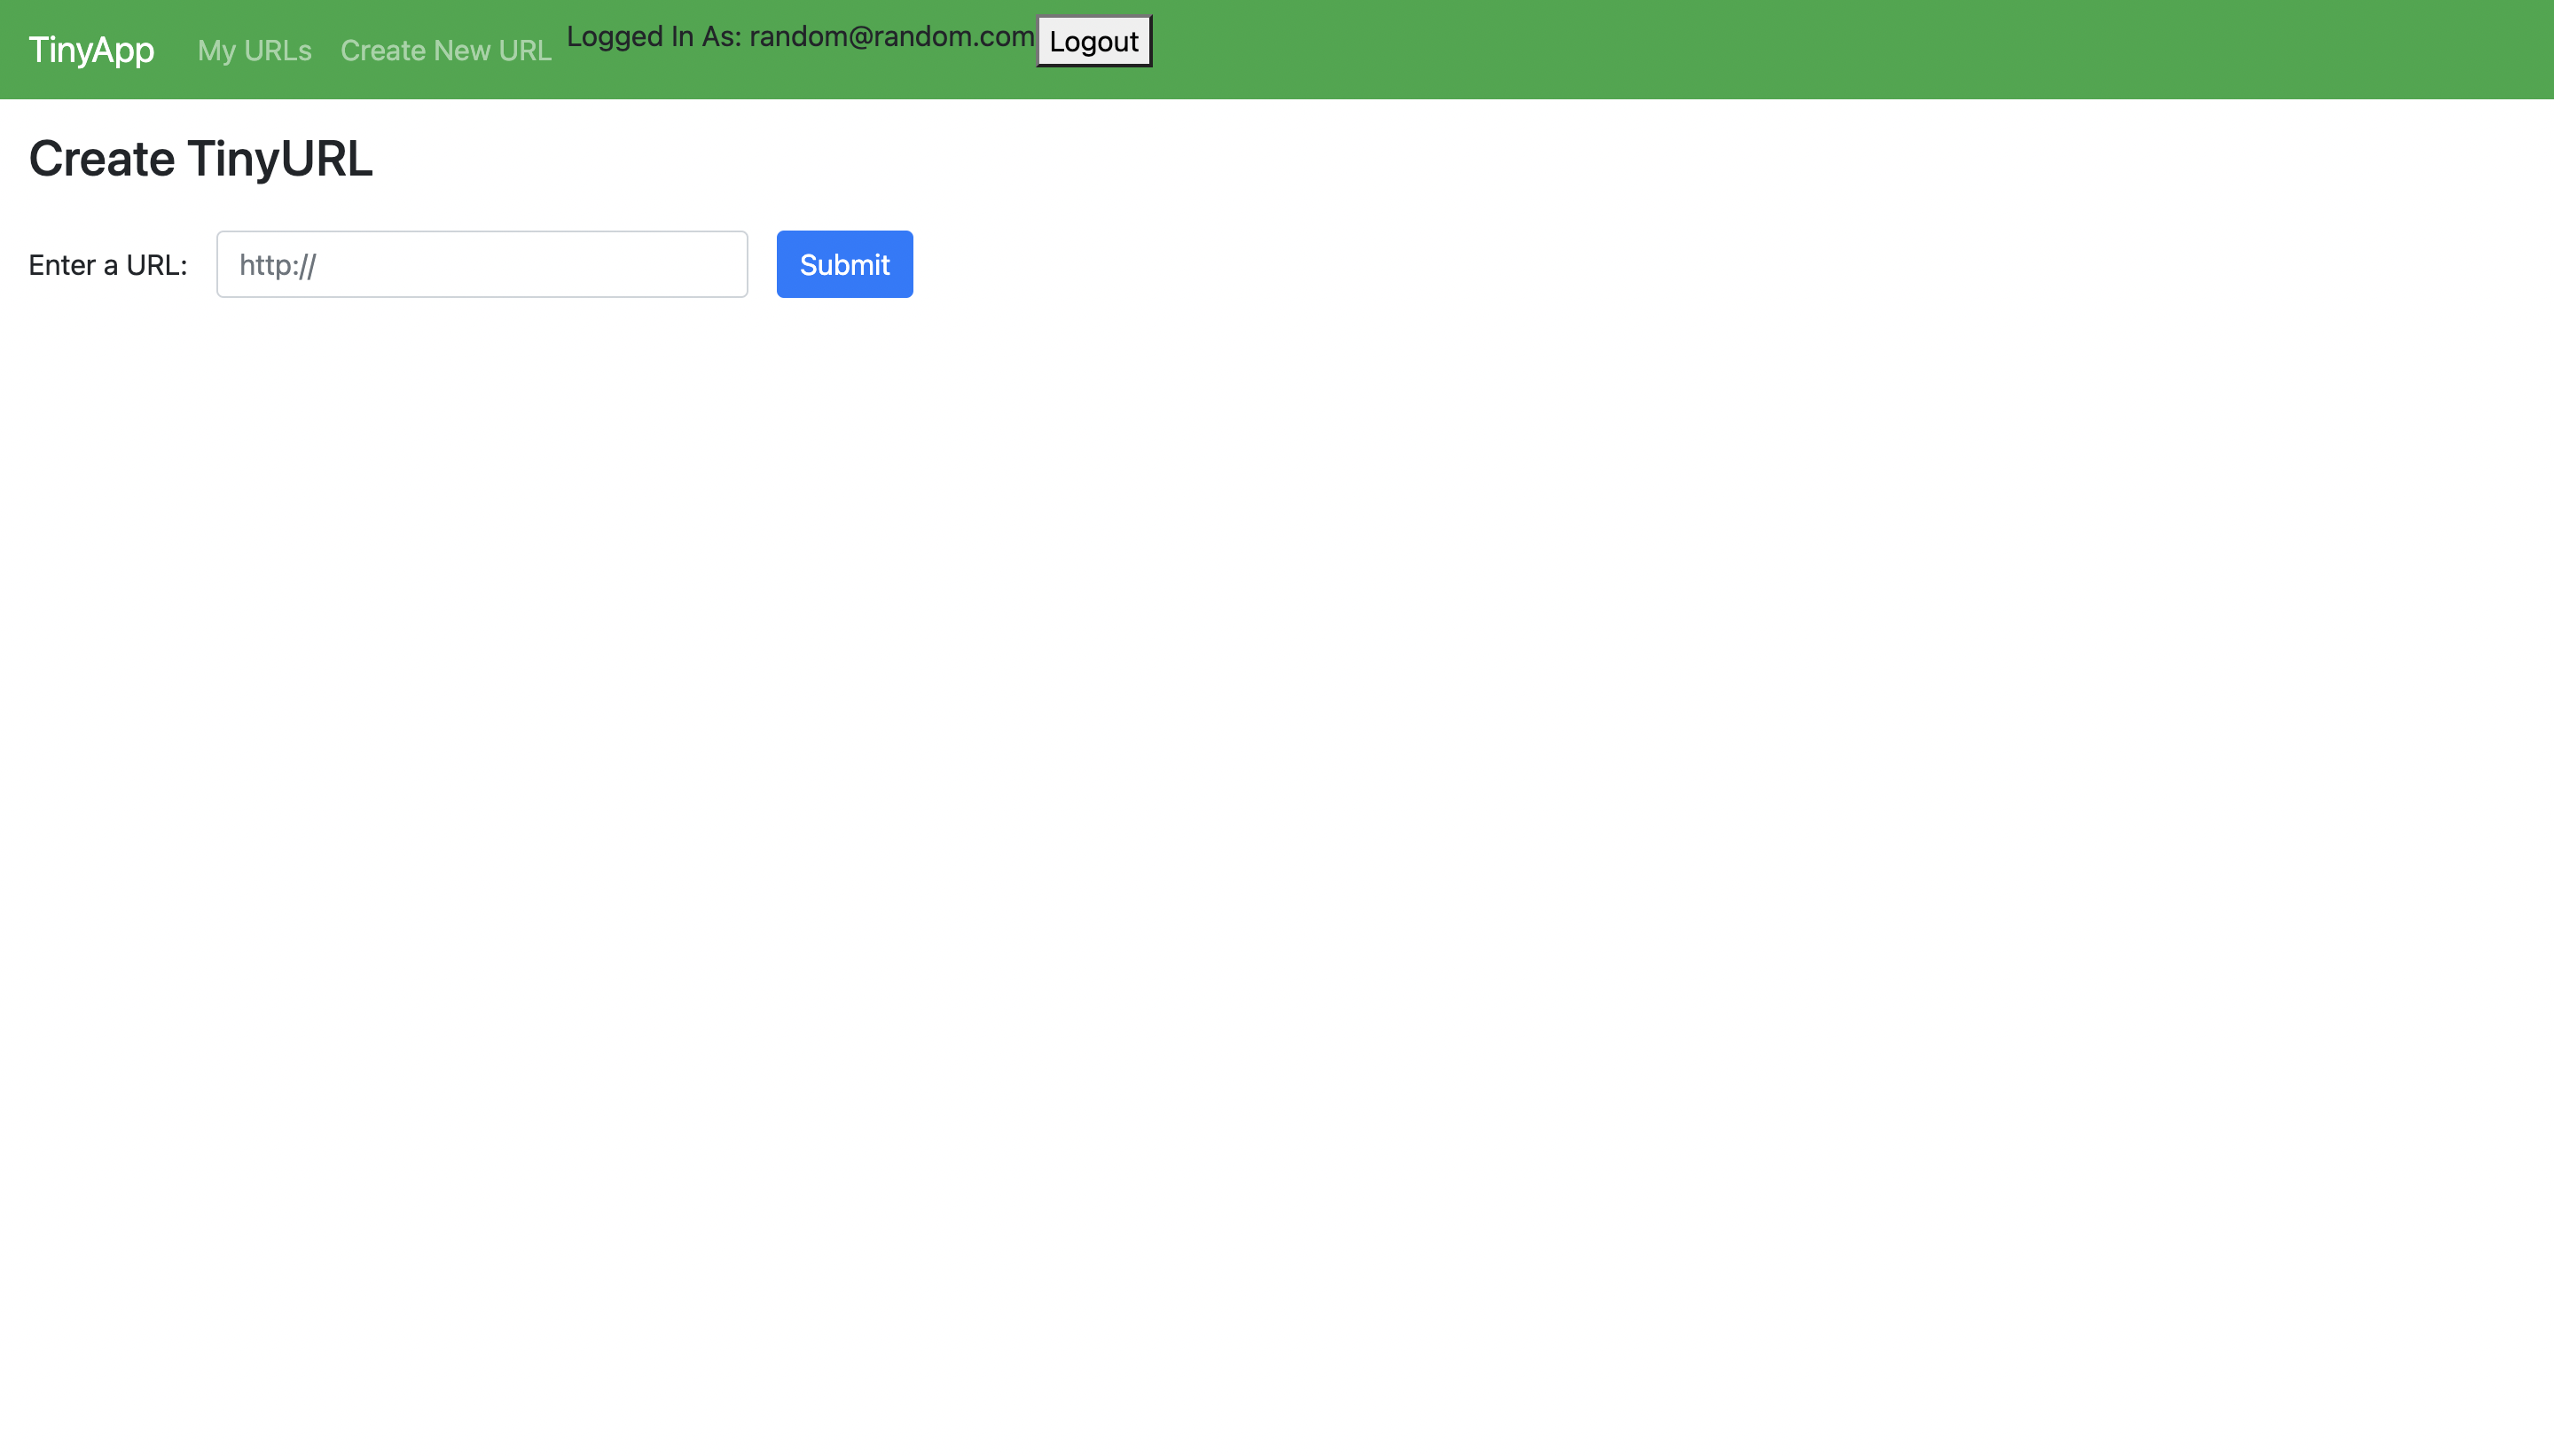 TinyApp My URLs Create New URL Logged In As: random@random.com Logout
Create TinyURL
Enter a URL: http:// Submit